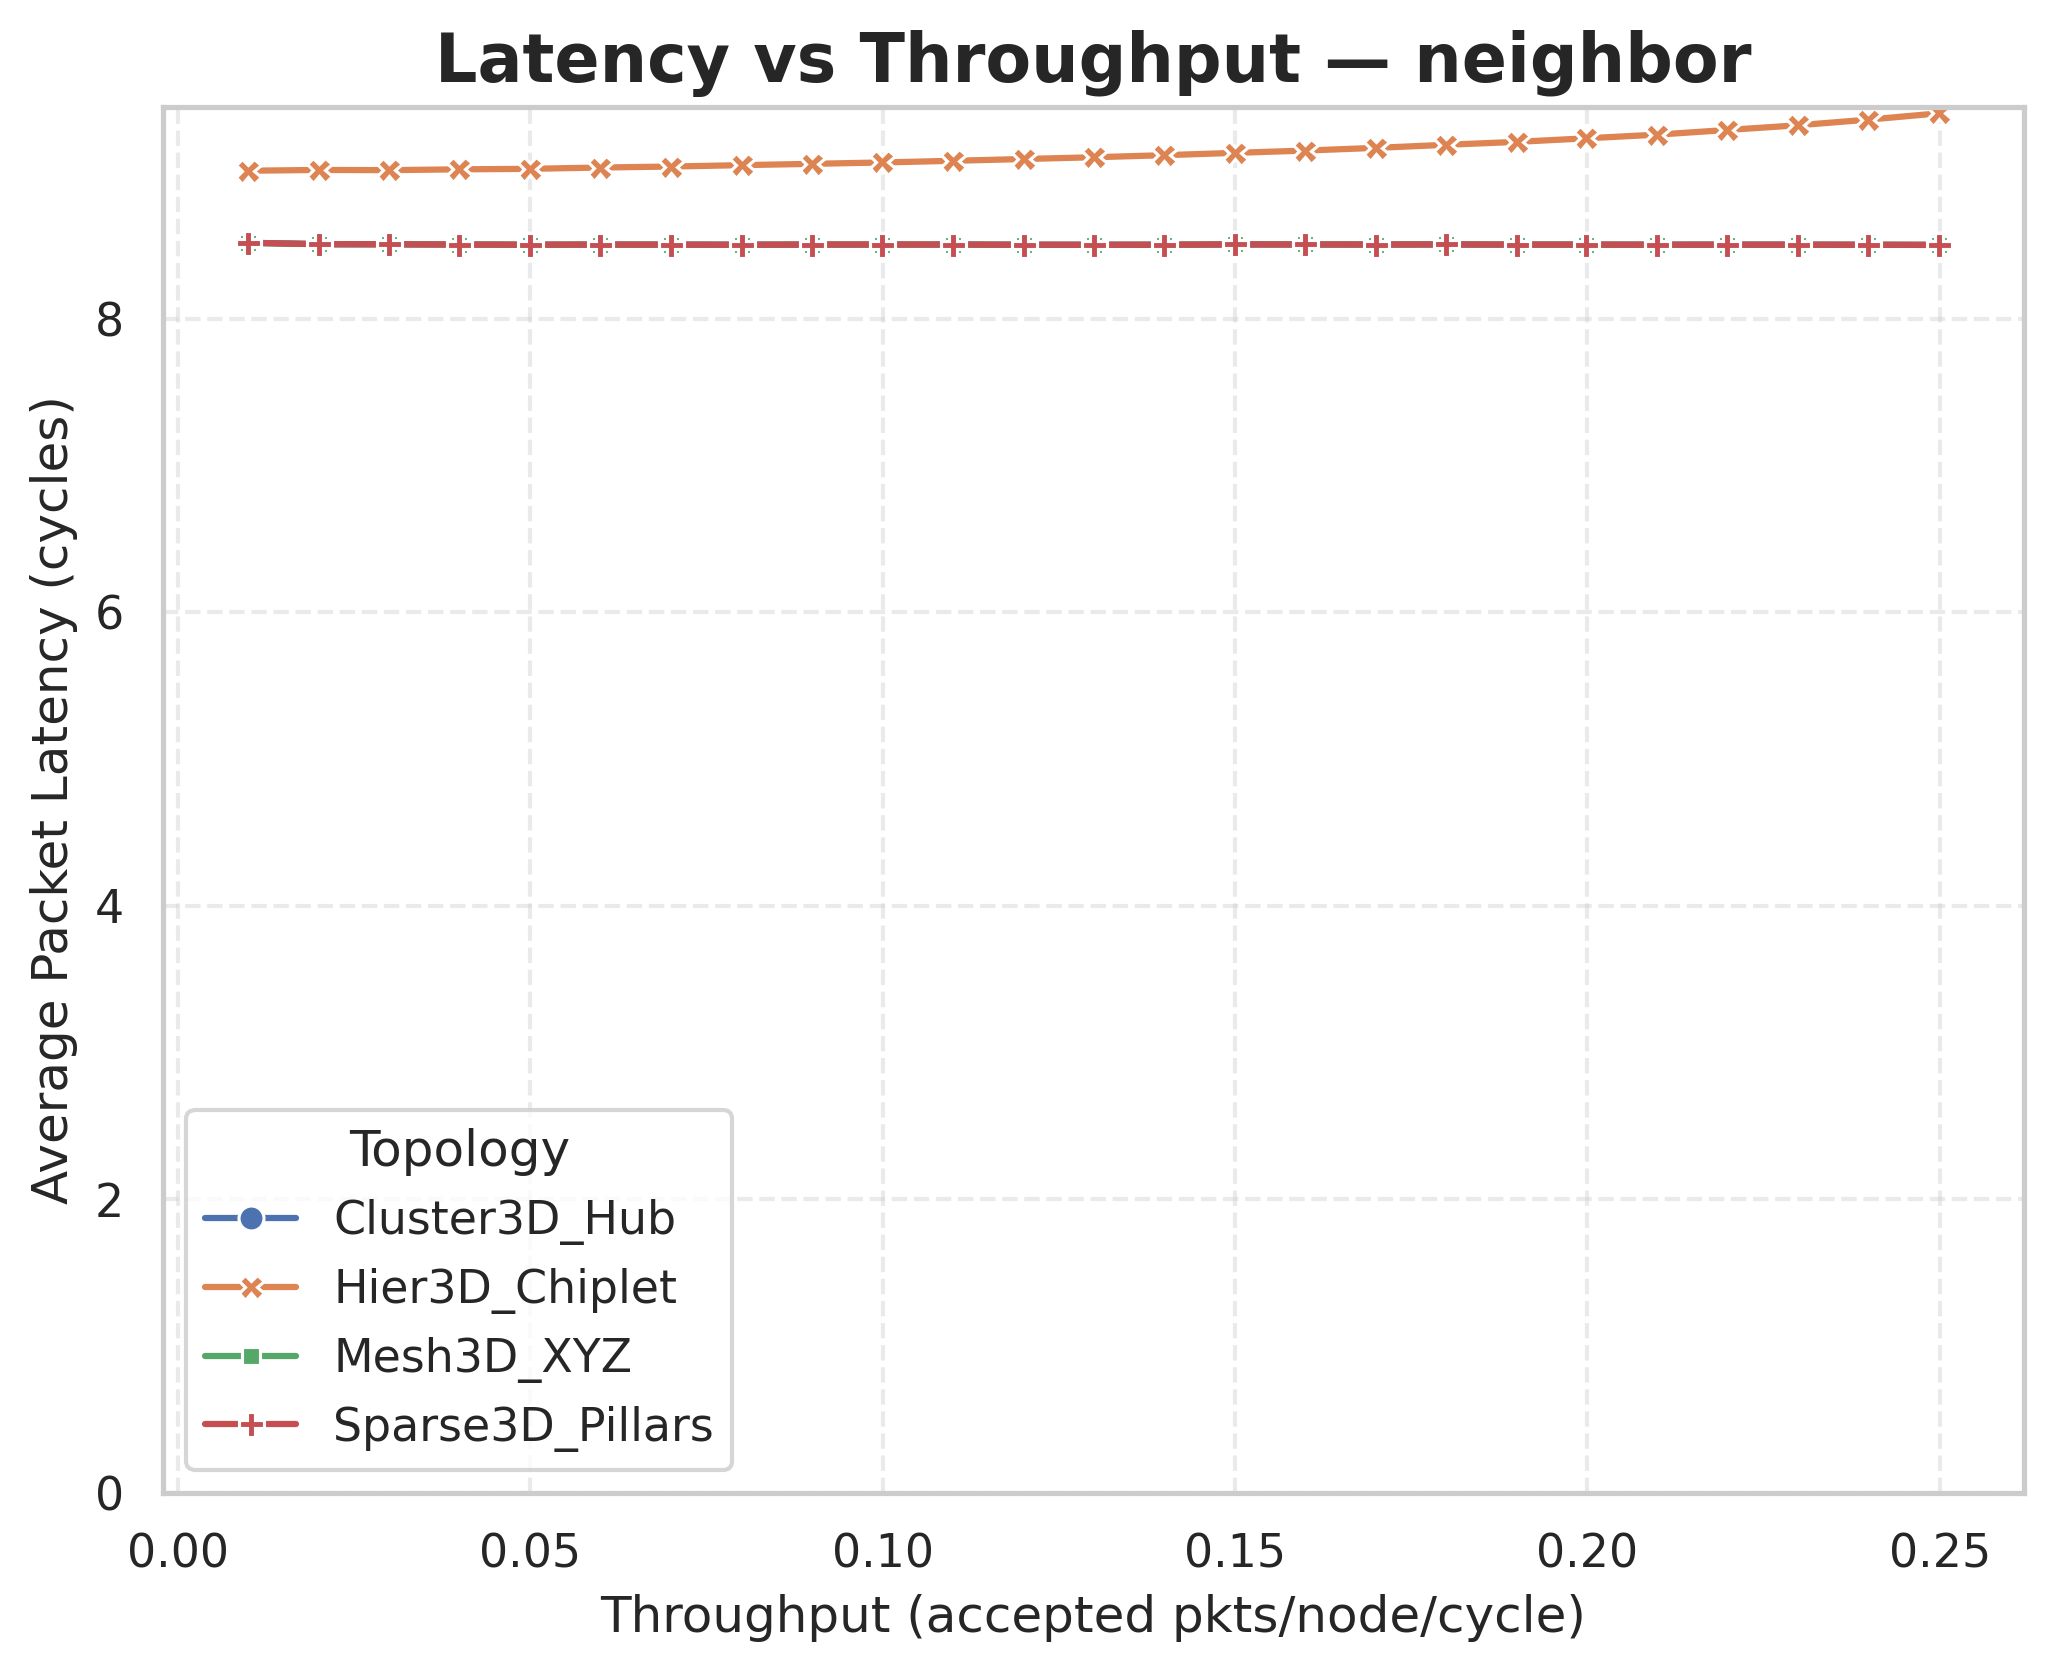 Latency vs Throughput — neighbor
Average Packet Latency (cycles)
8
6
4
2
0
Topology
Cluster3D_Hub
Hier3D_Chiplet
Mesh3D_XYZ
Sparse3D_Pillars
0.00 0.05 0.10 0.15 0.20 0.25
Throughput (accepted pkts/node/cycle)